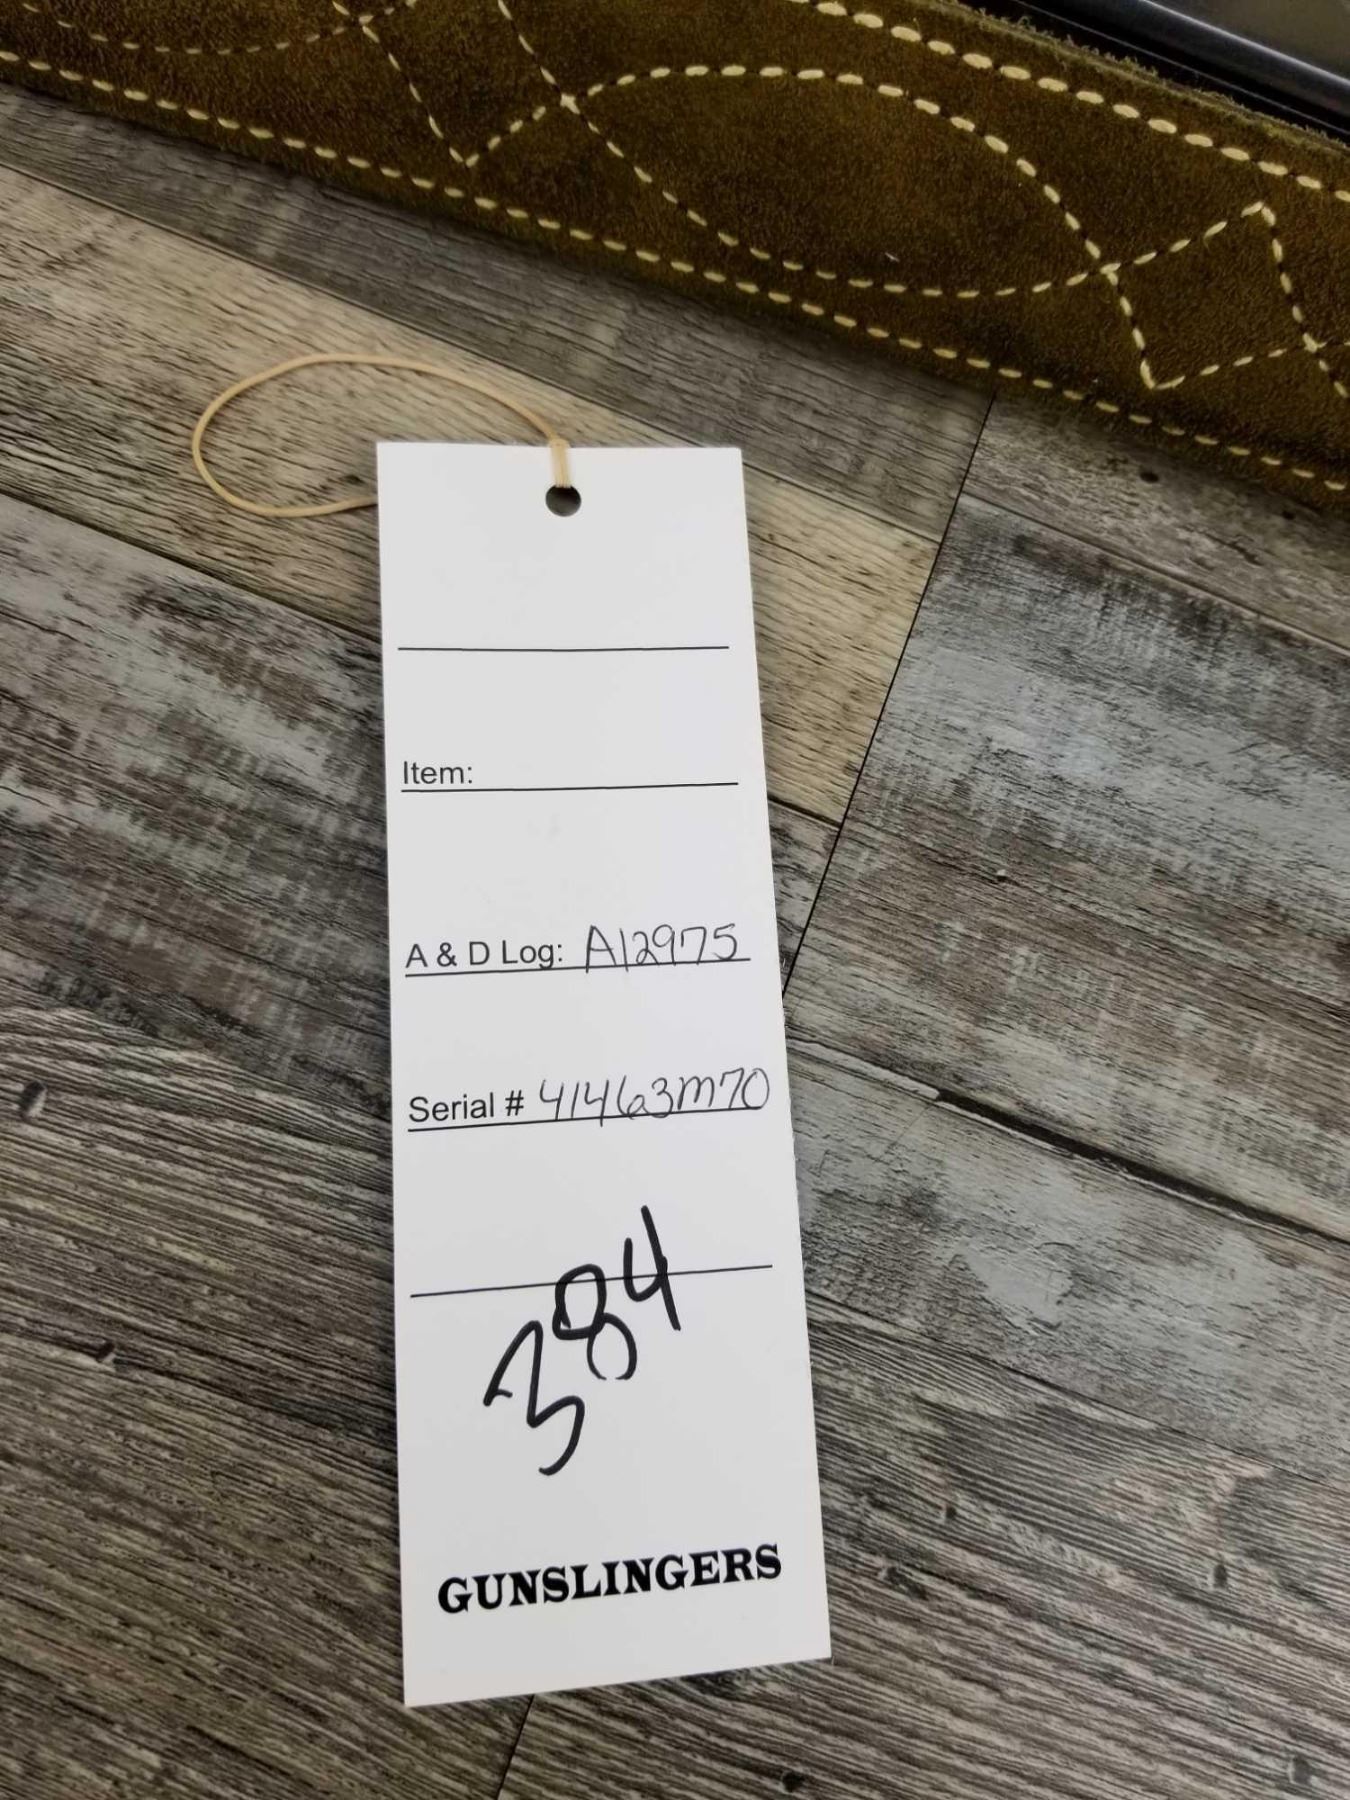 Item:
A & D Log: A12975
Serial # 41463M70
384
GUNSLINGERS